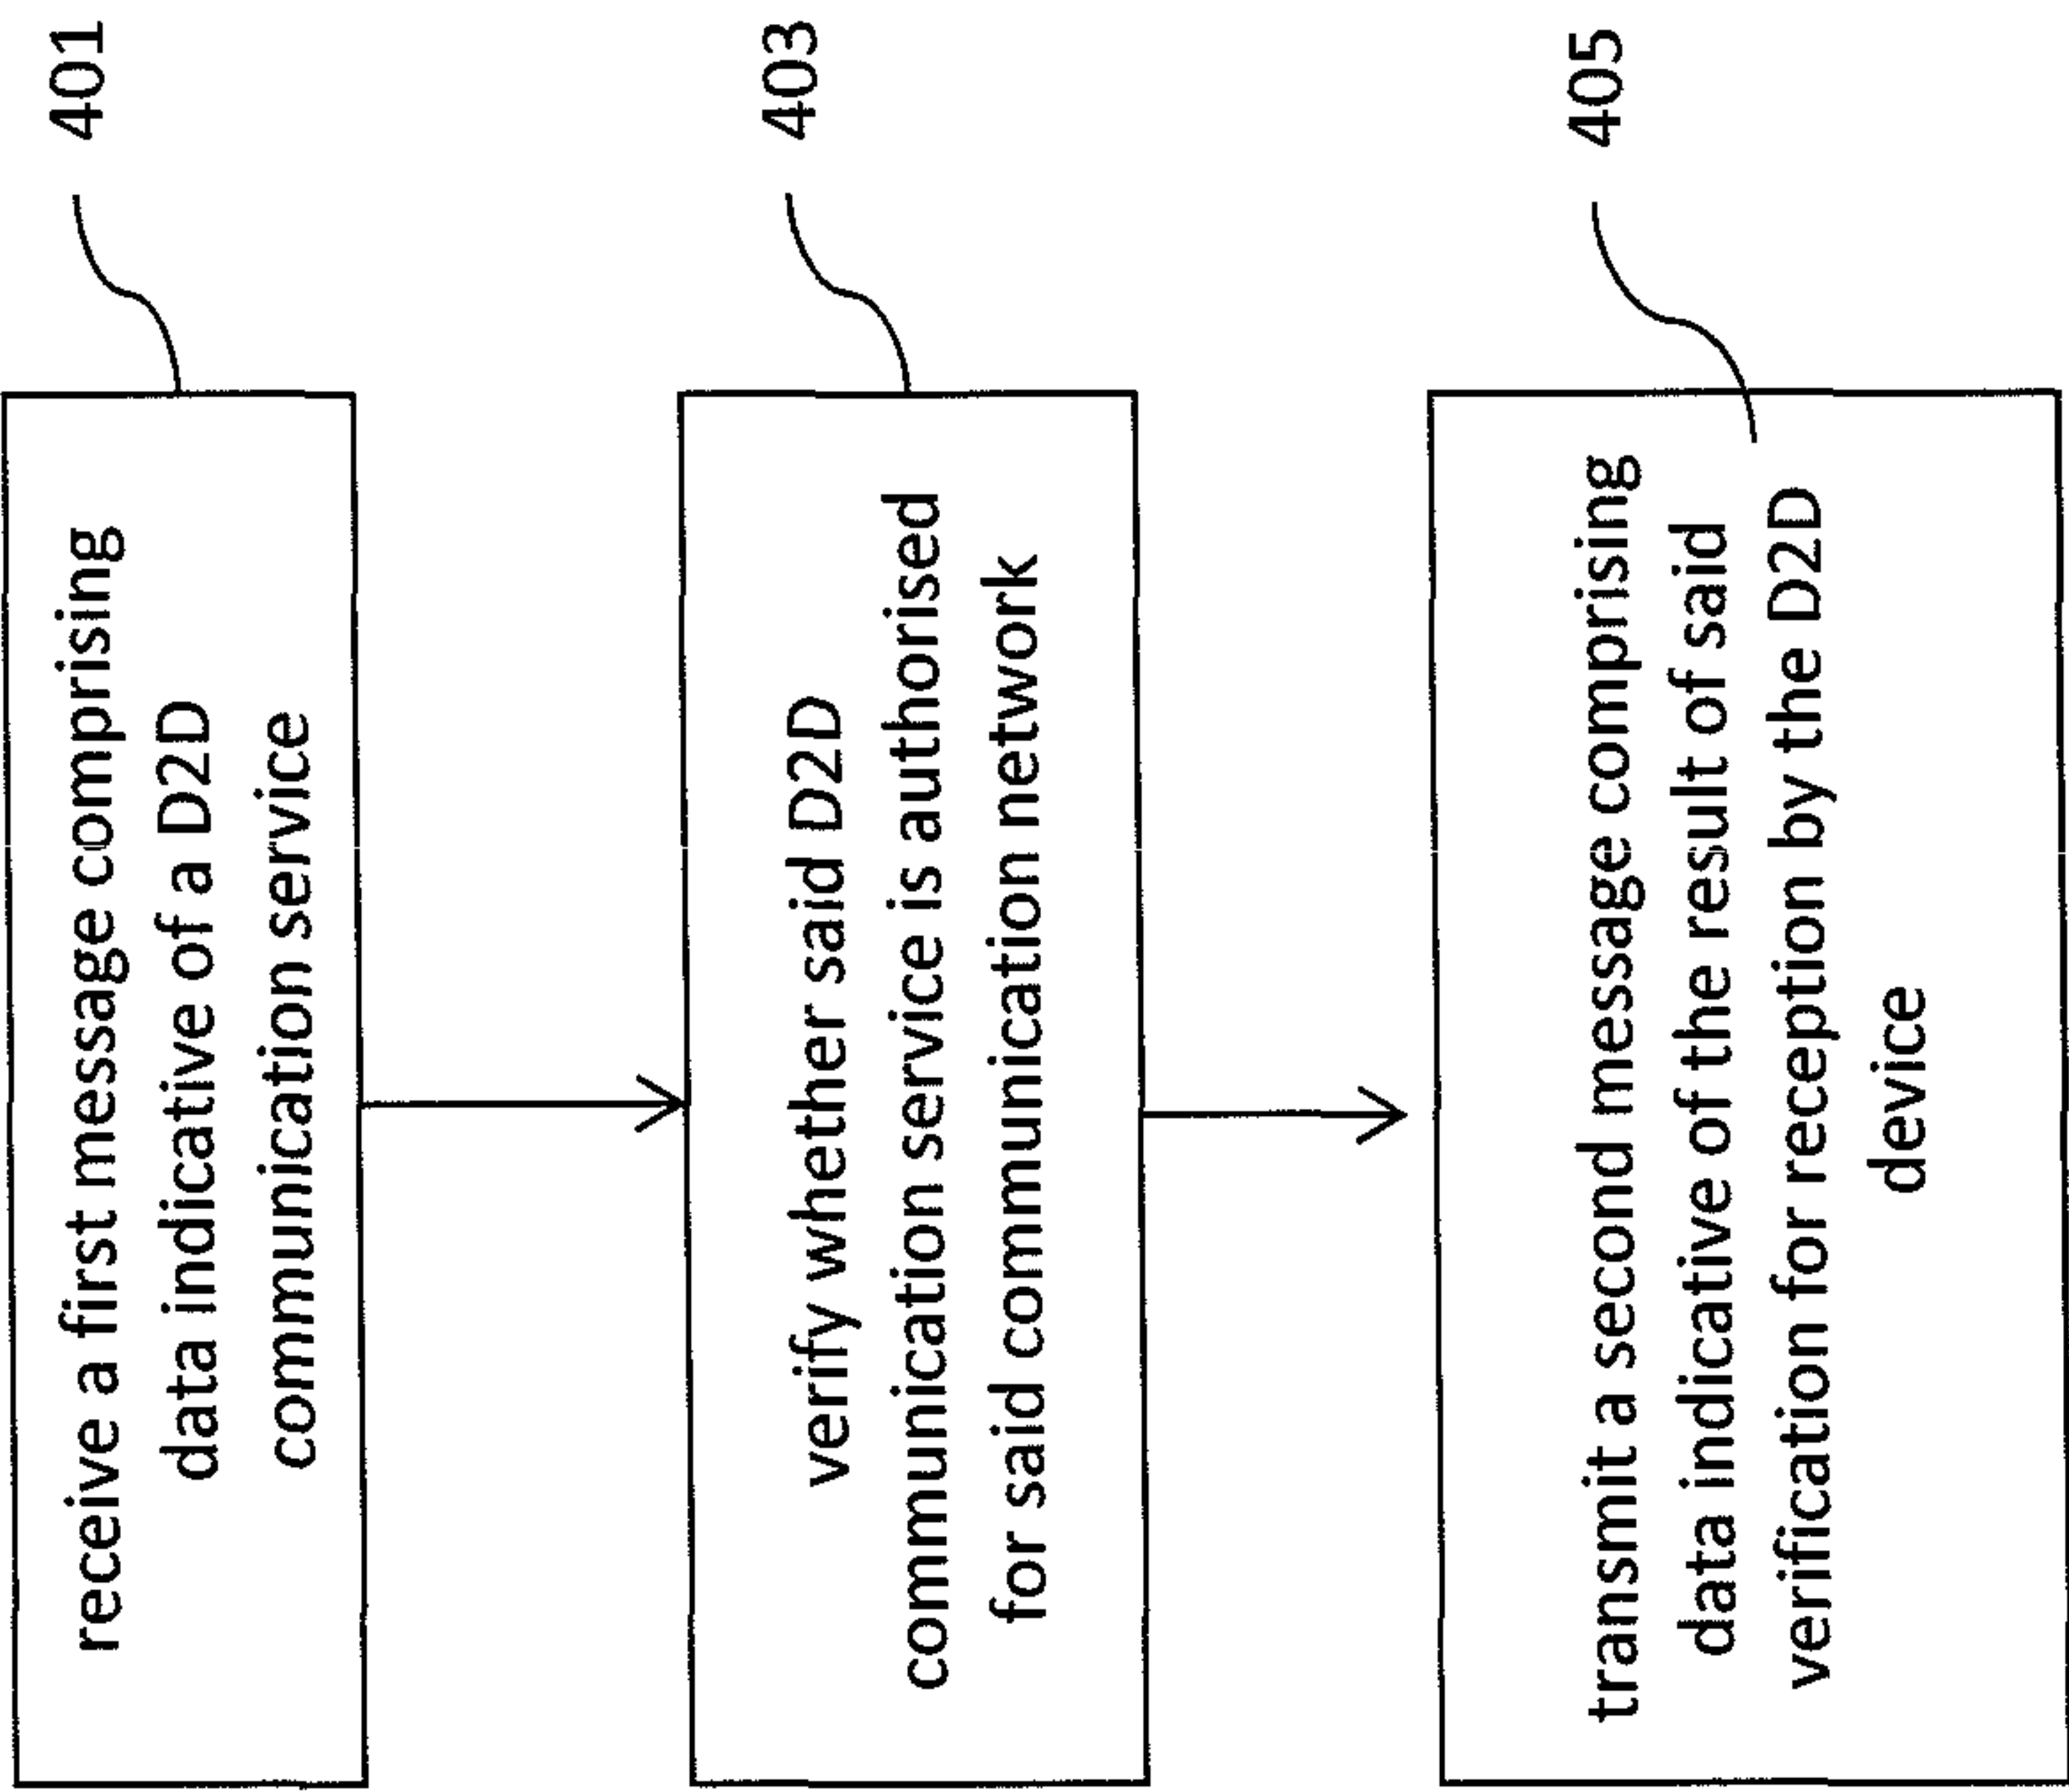 receive a first message comprising
data indicative of a D2D
communication service
401
verify whether said D2D
communication service is authorised
for said communication network
403
transmit a second message comprising
data indicative of the result of said
verification for reception by the D2D
device
405